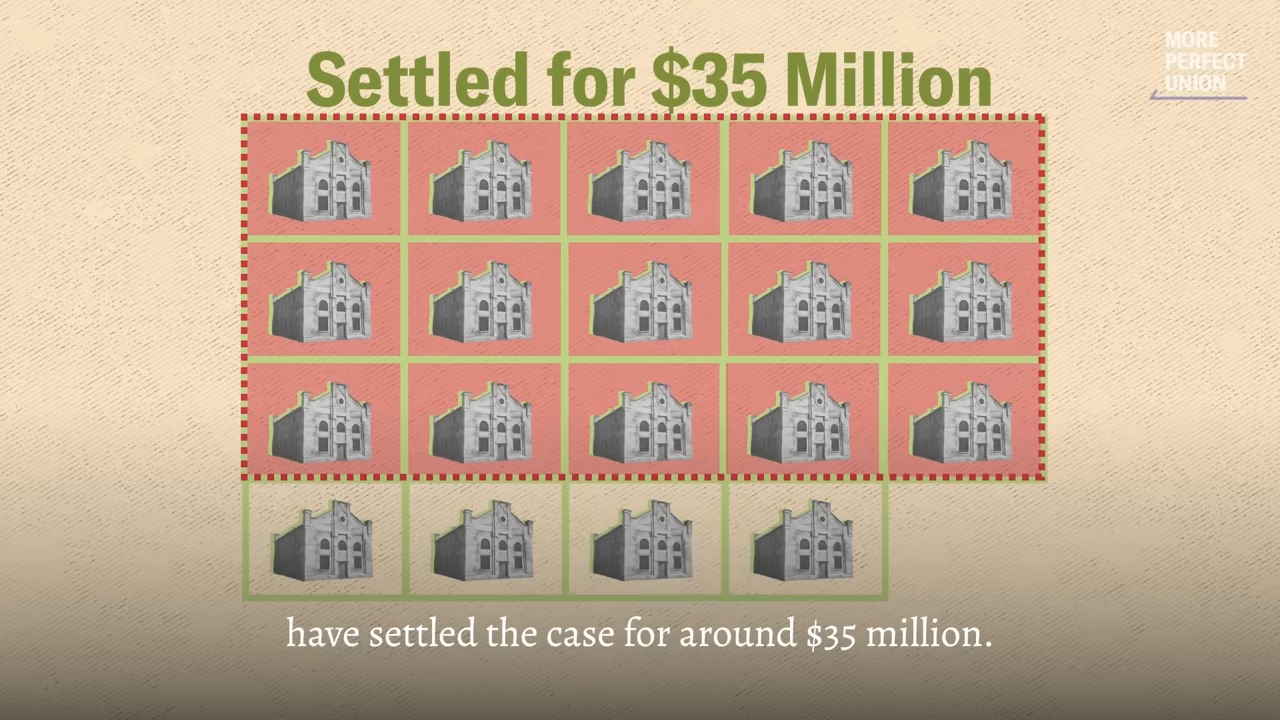 Settled for $35 Million
MORE
PERFECT
UNION
have settled the case for around $35 million.